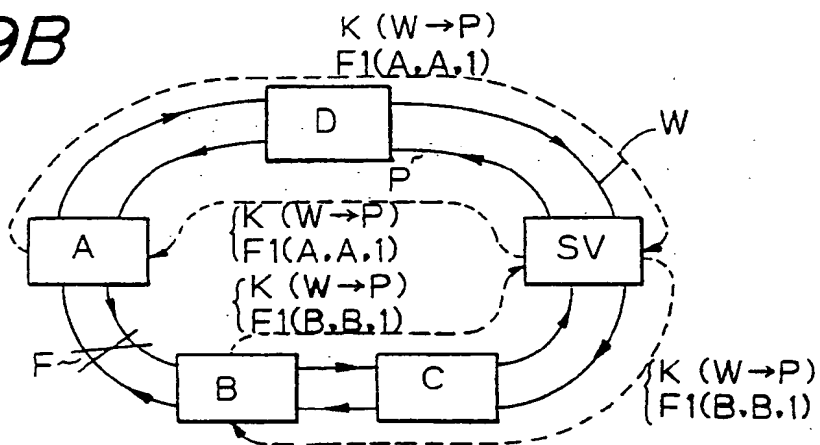 9B
K (W→P)
F1(A.A.1)
D
W
P
A
K (W→P)
F1(A.A.1)
SV
K (W→P)
F1(B.B.1)
F
B
C
K (W→P)
F1(B.B.1)